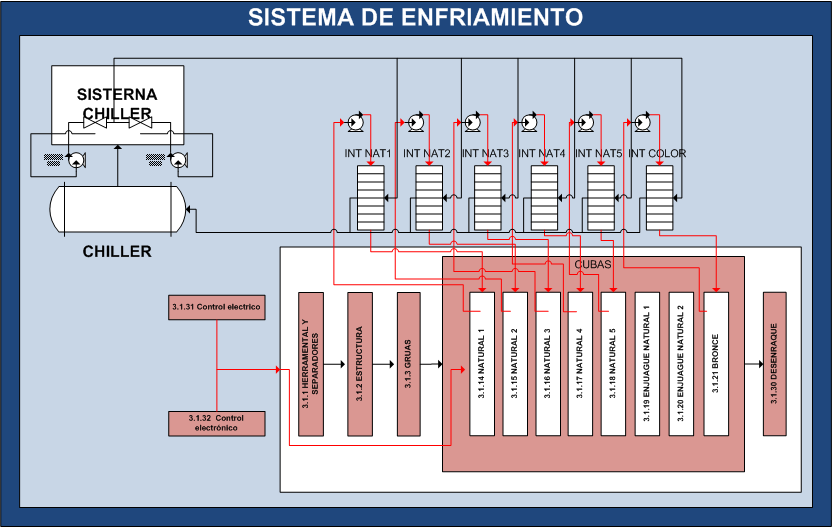 SISTEMA DE ENFRIAMIENTO
SISTERNA
CHILLER
INT NAT1
INT NAT2
INT NAT3
INT NAT4
INT NAT5
INT COLOR
CHILLER
CUBAS
3.1.31 Control electrico
3.1.32 Control
electrónico
3.1.1 HERRAMENTAL Y
SEPARADORES
3.1.2 ESTRUCTURA
3.1.3 GRUAS
3.1.14 NATURAL 1
3.1.15 NATURAL 2
3.1.16 NATURAL 3
3.1.17 NATURAL 4
3.1.18 NATURAL 5
3.1.19 ENJUAGUE NATURAL 1
3.1.20 ENJUAGUE NATURAL 2
3.1.21 BRONCE
3.1.30 DESENRAQUE